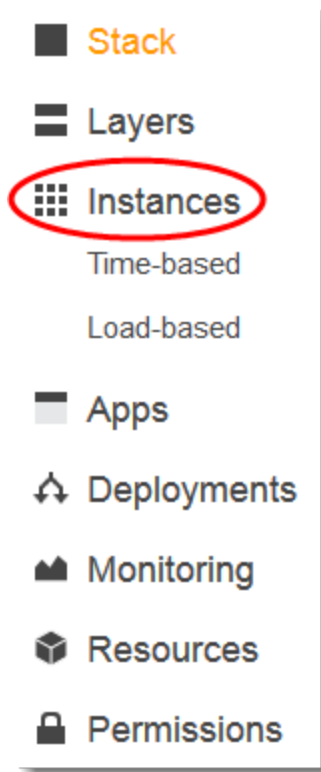 Stack
Layers
Instances
Time-based
Load-based
Apps
Deployments
Monitoring
Resources
Permissions